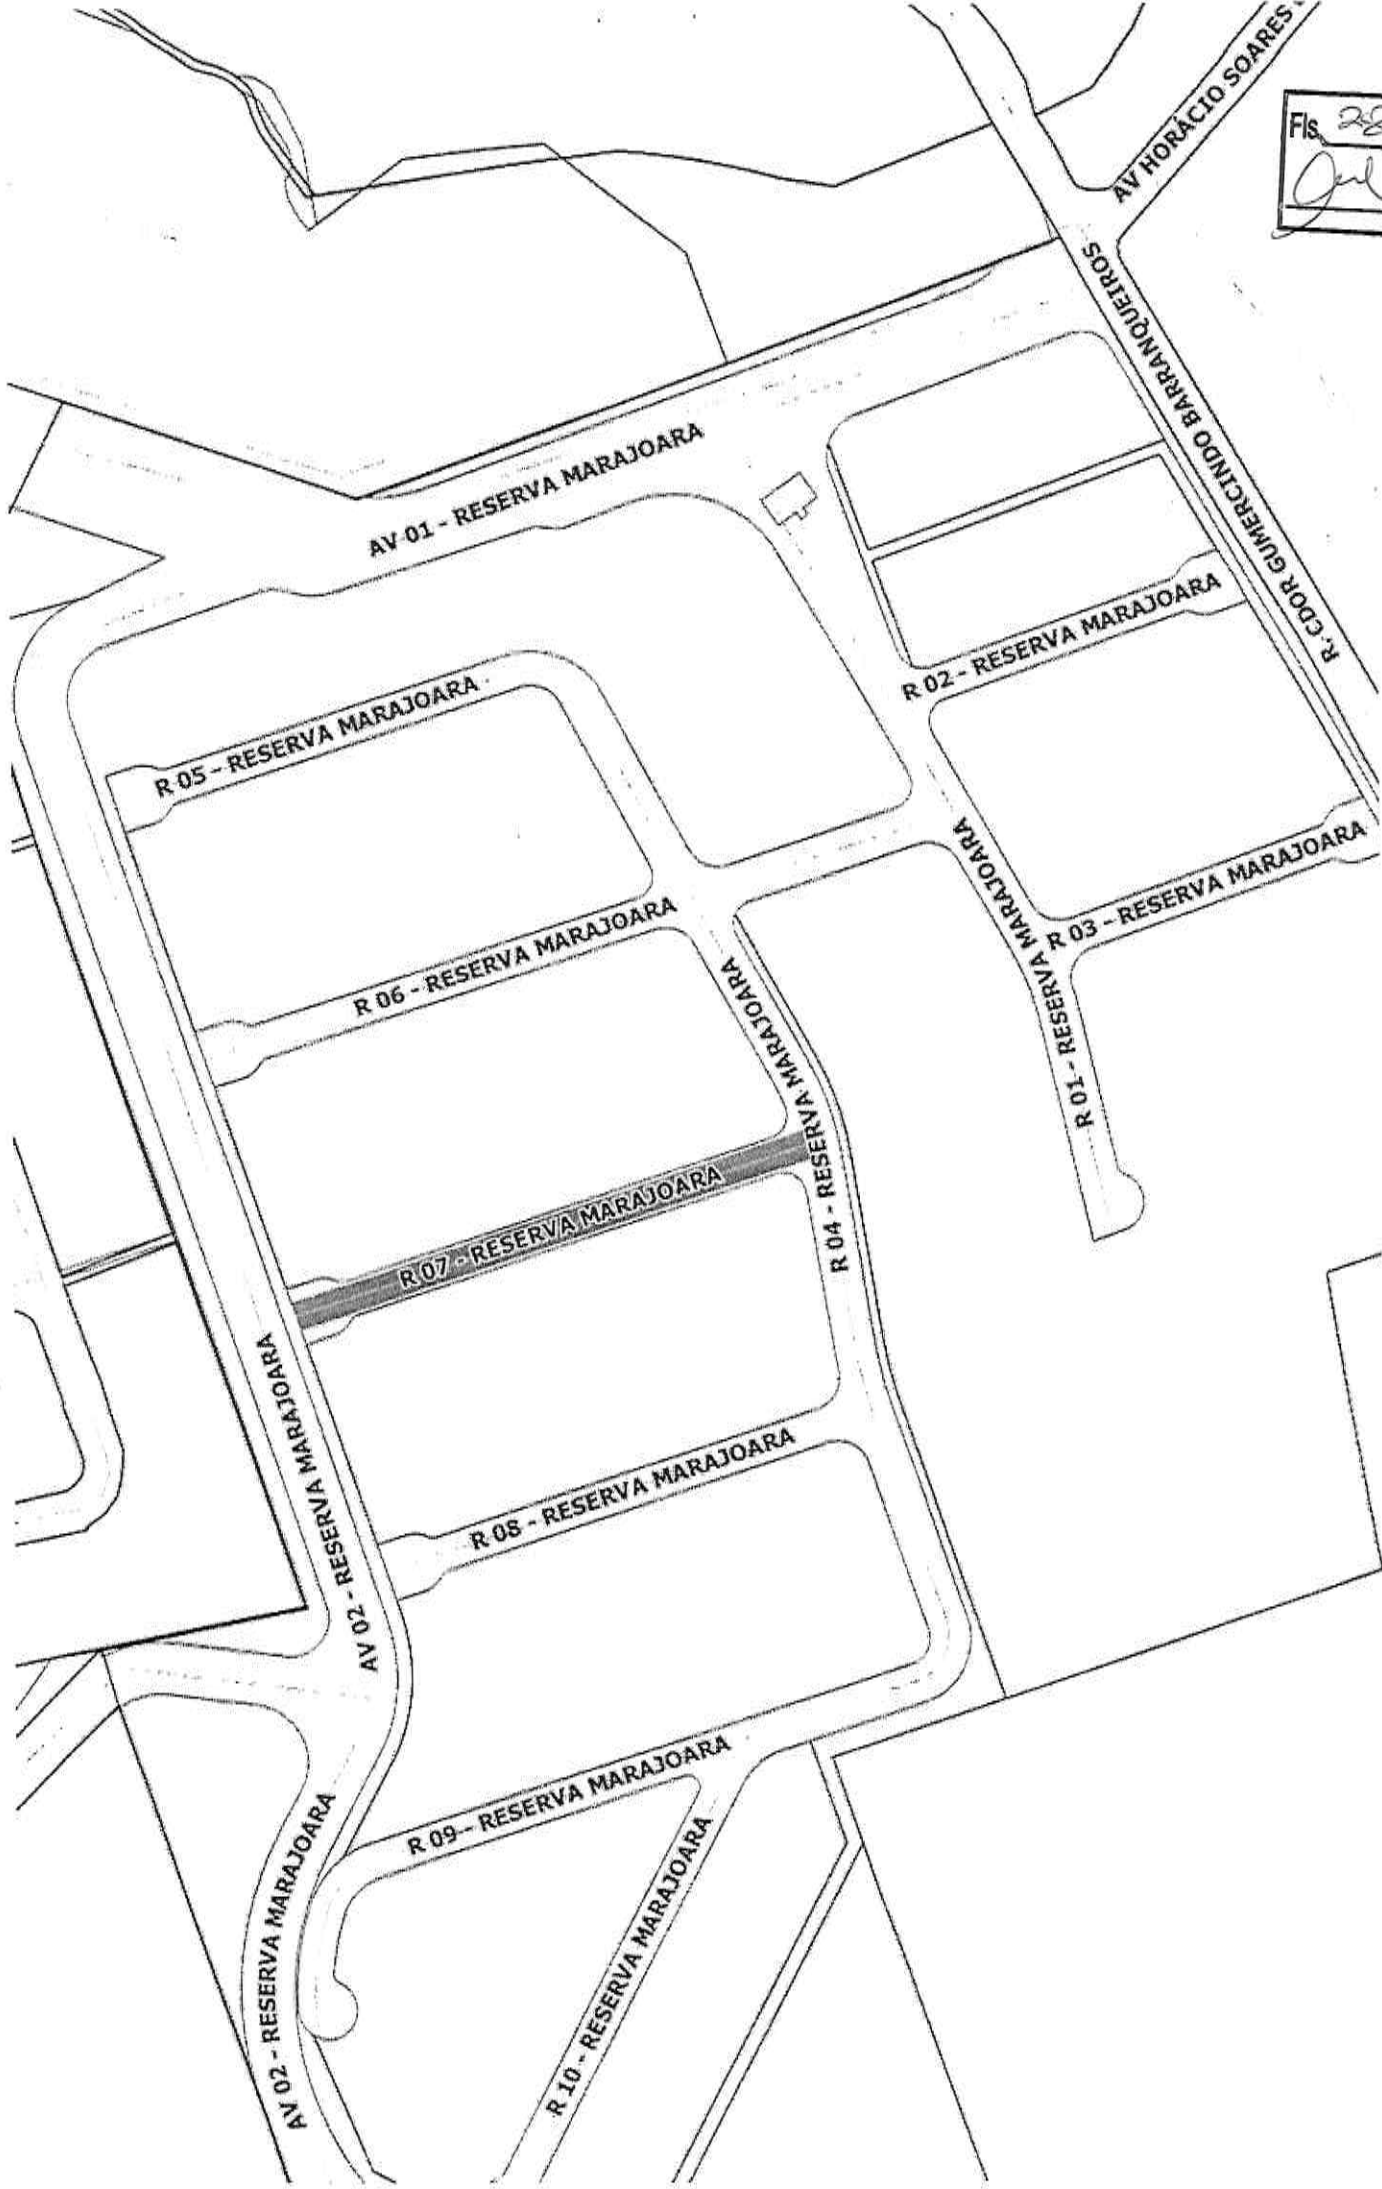 AV HORÁCIO SOARES
Fls. 28
R. CDOR GUMERCINDO BARRANQUEIROS
AV 01 - RESERVA MARAJOARA
R 02 - RESERVA MARAJOARA
R 05 - RESERVA MARAJOARA
R 03 - RESERVA MARAJOARA
R 01 - RESERVA MARAJOARA
R 06 - RESERVA MARAJOARA
R 04 - RESERVA MARAJOARA
R 07 - RESERVA MARAJOARA
AV 02 - RESERVA MARAJOARA
R 08 - RESERVA MARAJOARA
R 09 - RESERVA MARAJOARA
AV 02 - RESERVA MARAJOARA
R 10 - RESERVA MARAJOARA